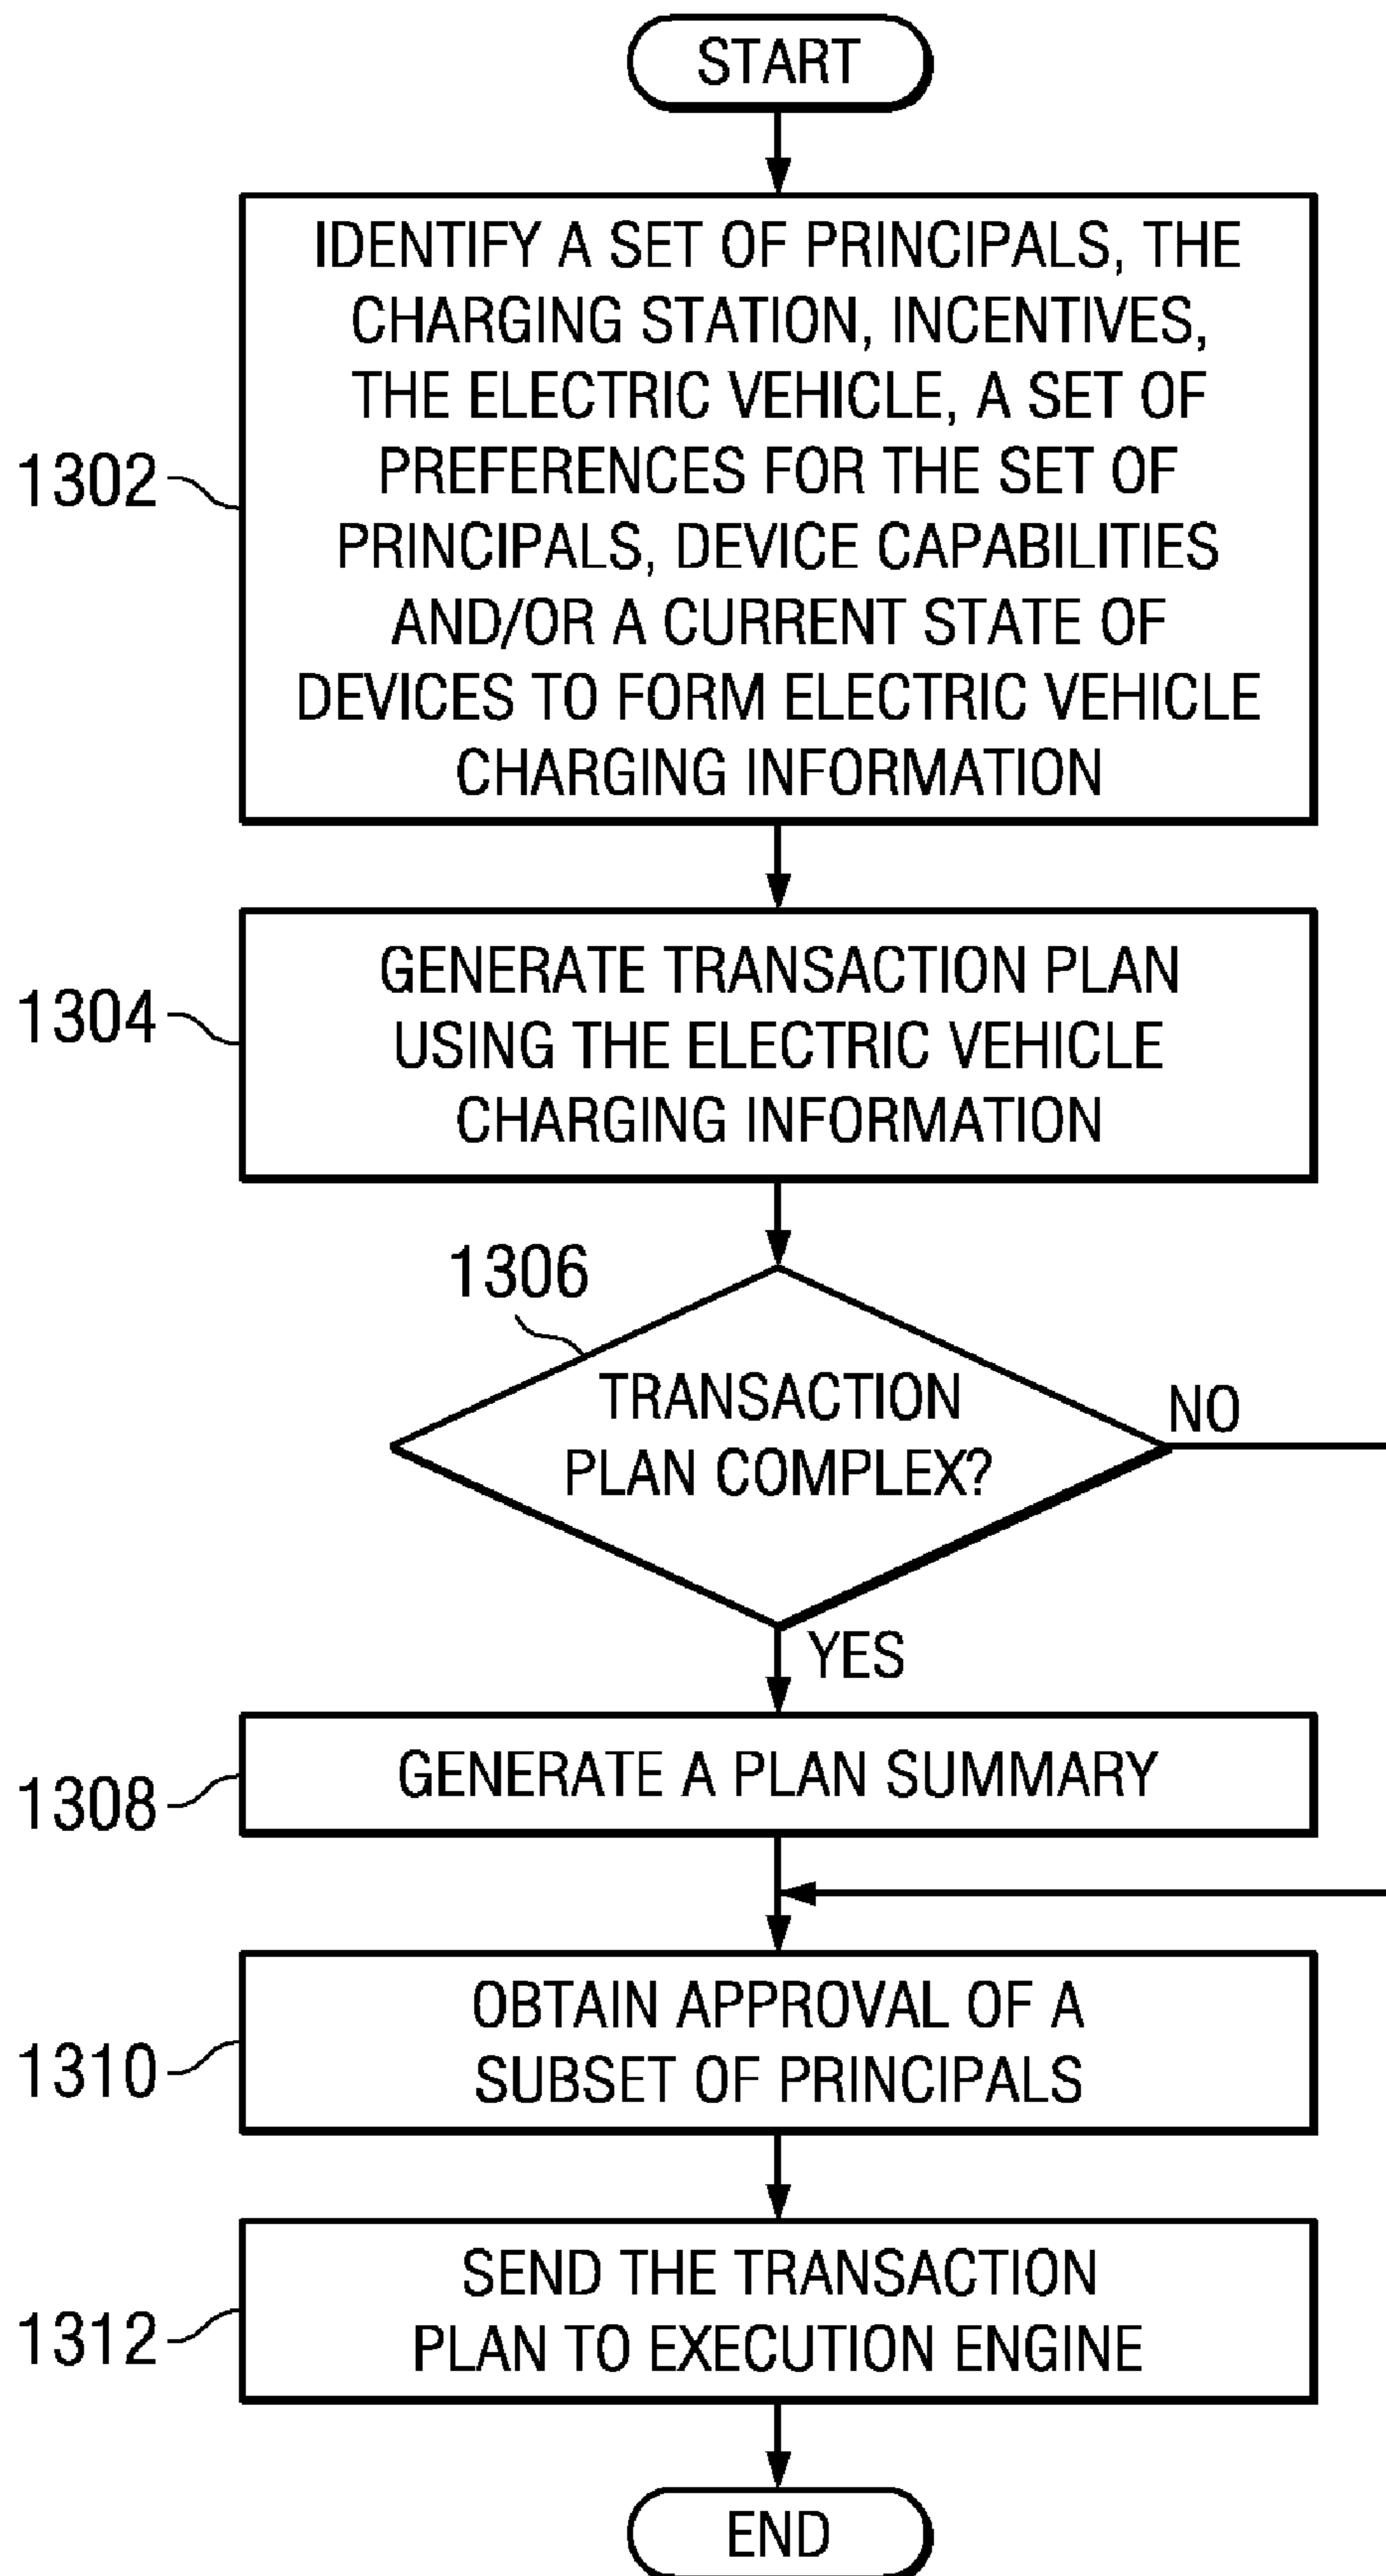 START
IDENTIFY A SET OF PRINCIPALS, THE
CHARGING STATION, INCENTIVES,
THE ELECTRIC VEHICLE, A SET OF
PREFERENCES FOR THE SET OF
PRINCIPALS, DEVICE CAPABILITIES
AND/OR A CURRENT STATE OF
DEVICES TO FORM ELECTRIC VEHICLE
CHARGING INFORMATION
1302
GENERATE TRANSACTION PLAN
USING THE ELECTRIC VEHICLE
CHARGING INFORMATION
1304
1306
TRANSACTION
PLAN COMPLEX?
NO
YES
GENERATE A PLAN SUMMARY
1308
OBTAIN APPROVAL OF A
SUBSET OF PRINCIPALS
1310
SEND THE TRANSACTION
PLAN TO EXECUTION ENGINE
1312
END